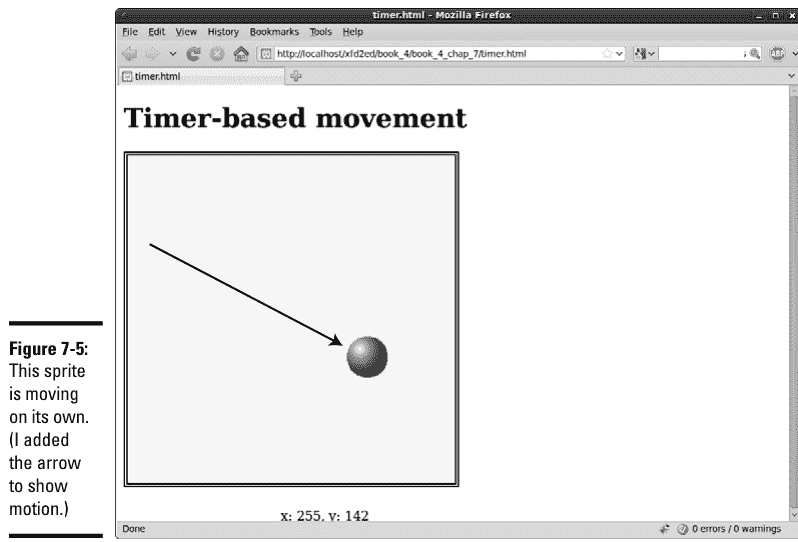 timer.html - Mozilla Firefox
File Edit View History Bookmarks Tools Help
http://localhost/xfd2ed/book_4/book_4_chap_7/timer.html
ABP
timer.html
Timer-based movement
x: 255, y: 142
Done
0 errors / 0 warnings
Figure 7-5:
This sprite
is moving
on its own.
(I added
the arrow
to show
motion.)